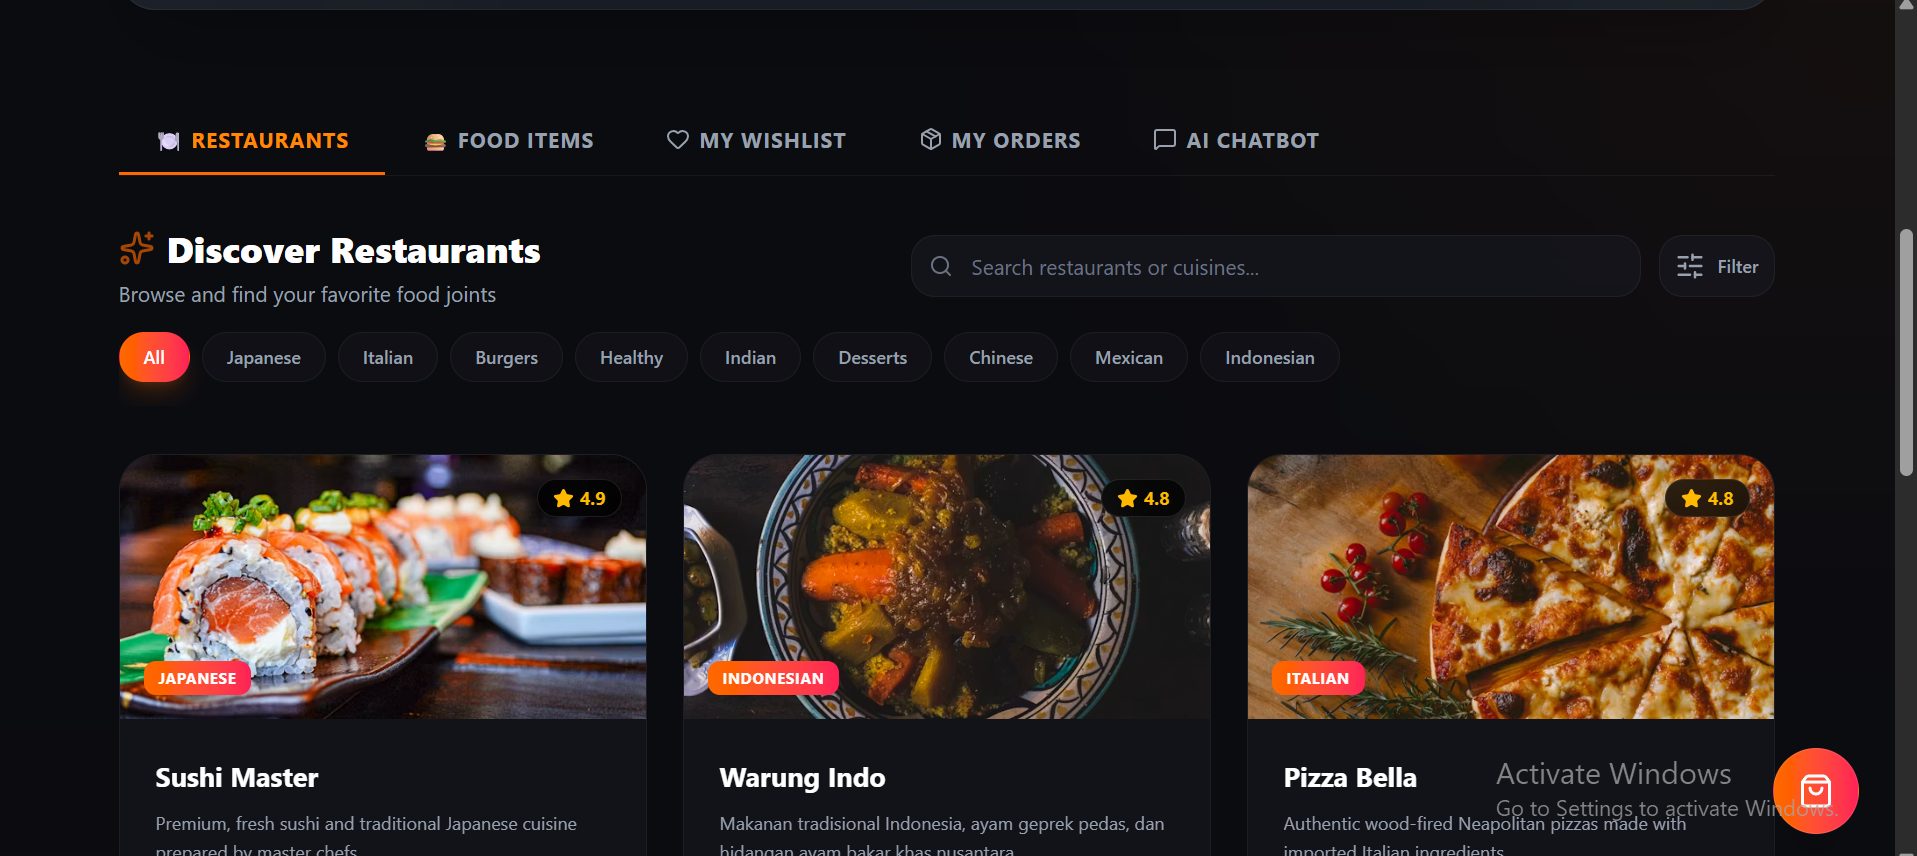 RESTAURANTS
FOOD ITEMS
MY WISHLIST
MY ORDERS
AI CHATBOT
Discover Restaurants
Browse and find your favorite food joints
Search restaurants or cuisines...
Filter
All
Japanese
Italian
Burgers
Healthy
Indian
Desserts
Chinese
Mexican
Indonesian
4.9
JAPANESE
Sushi Master
Premium, fresh sushi and traditional Japanese cuisine
prepared by master chefs
4.8
INDONESIAN
Warung Indo
Makanan tradisional Indonesia, ayam geprek pedas, dan
hidangan ayam bakar khas nusantara
4.8
ITALIAN
Pizza Bella
Authentic wood-fired Neapolitan pizzas made with
imported Italian ingredients
Activate Windows
Go to Settings to activate Windows.